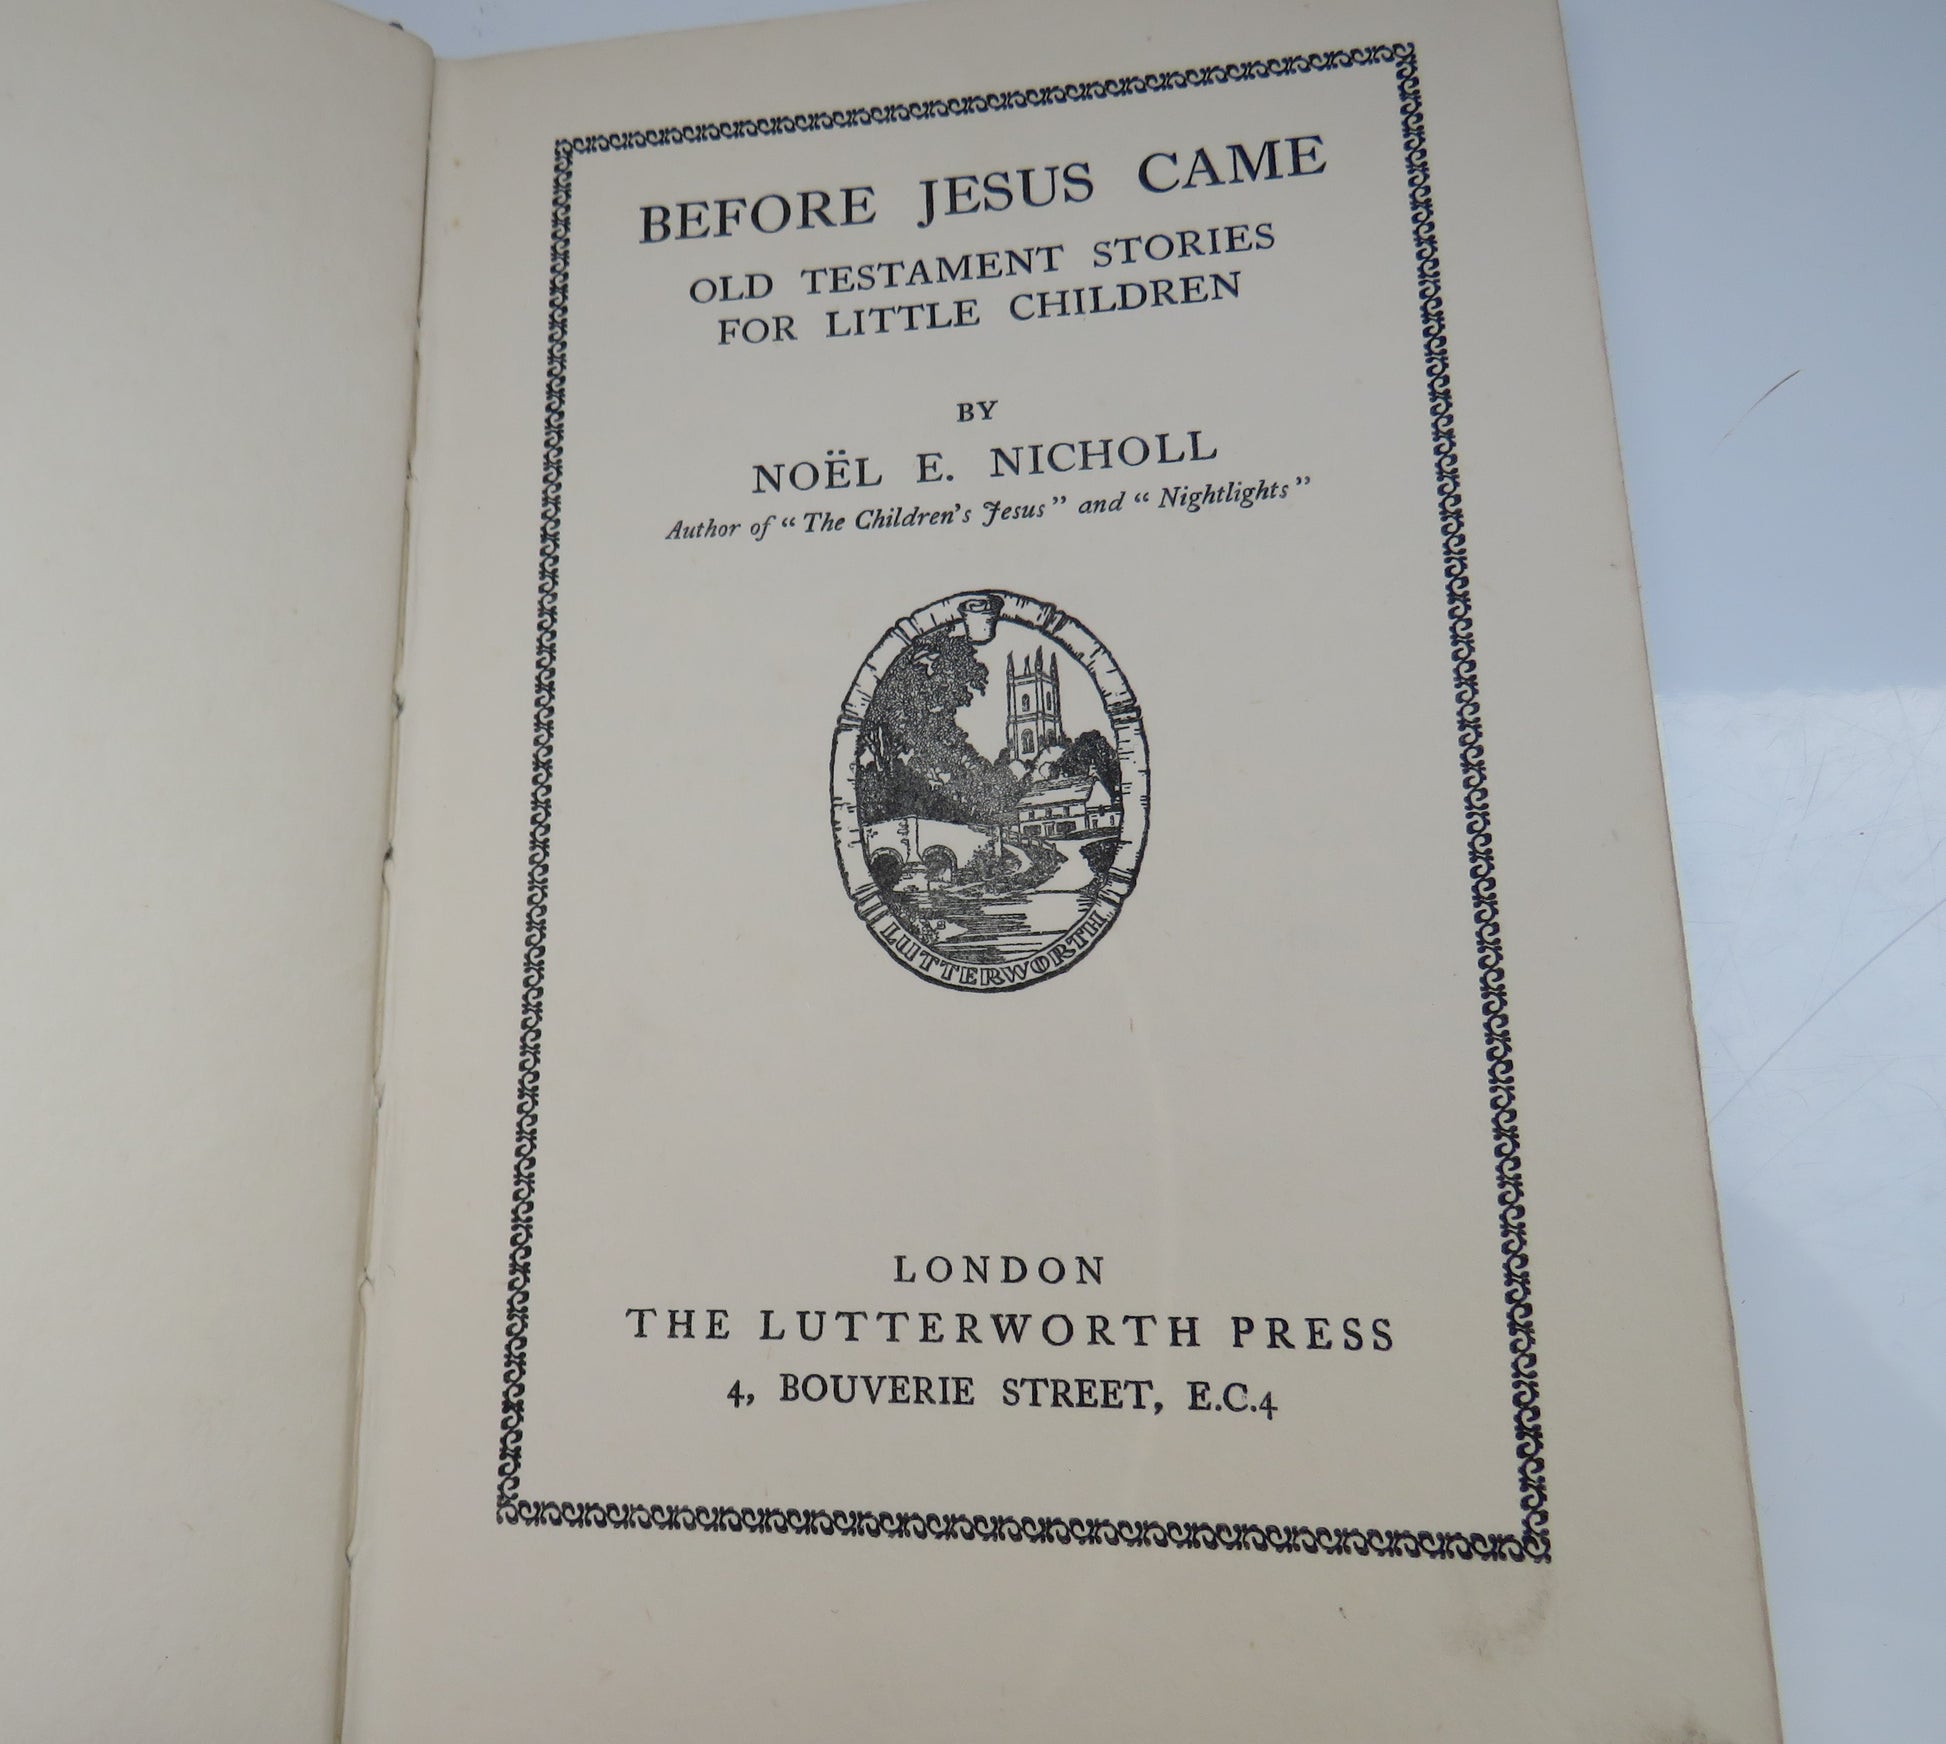 BEFORE JESUS CAME
OLD TESTAMENT STORIES
FOR LITTLE CHILDREN
BY
NOËL E. NICHOLL
Author of “ The Children's Jesus ” and “ Nightlights ”
LUTTERWORTH
LONDON
THE LUTTERWORTH PRESS
4, BOUVERIE STREET, E.C.4